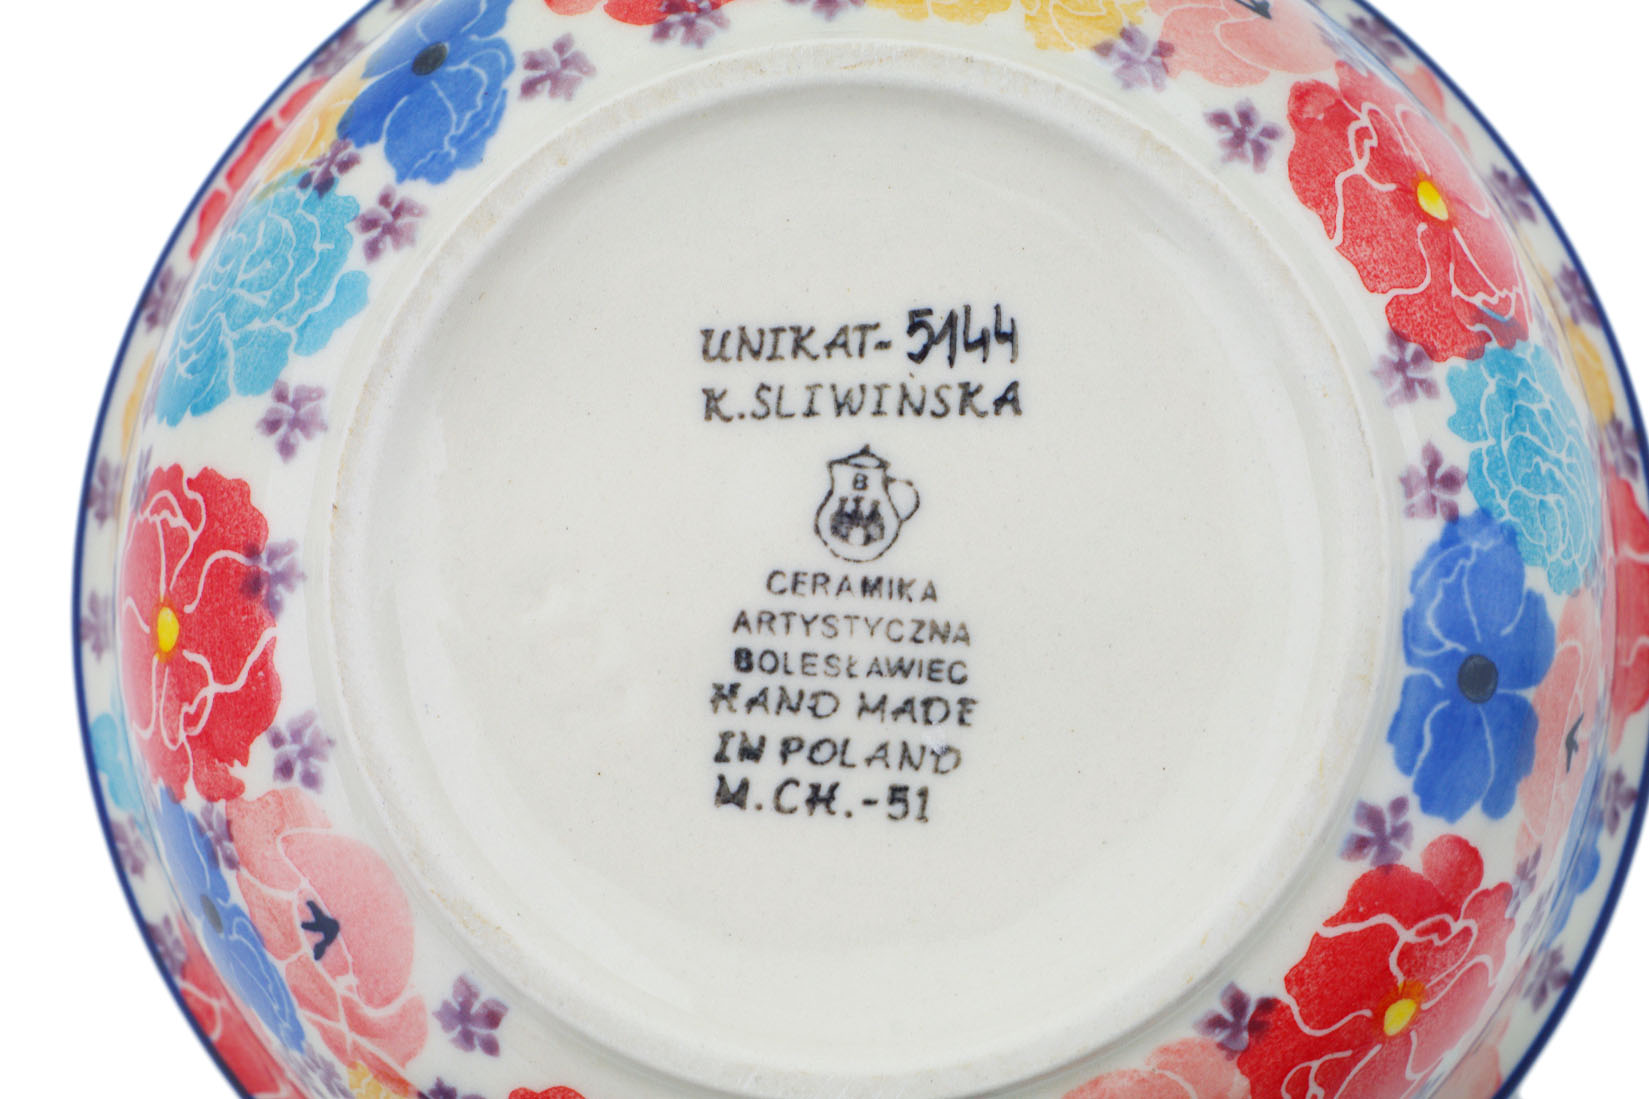 UNIKAT-5144
K.SLIWIŃSKA
B
CERAMIKA
ARTYSTYCZNA
BOLESŁAWIEC
HAND MADE
IN POLAND
M.CH.-51